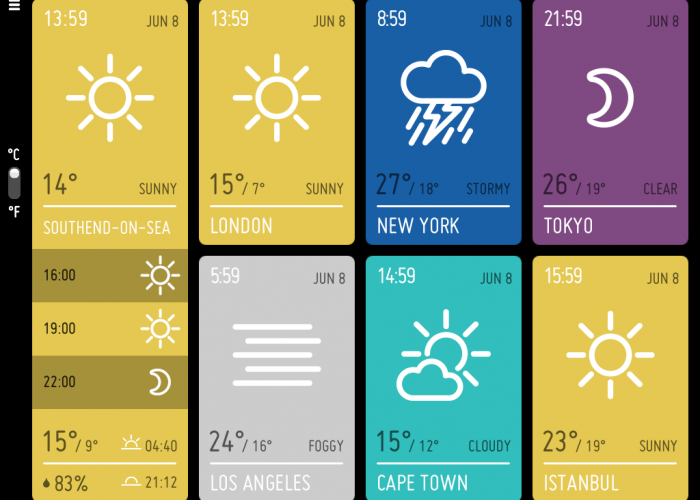 °C
°F
13:59 JUN 8
14° SUNNY
SOUTHEND-ON-SEA
16:00
19:00
22:00
15°/ 9° 04:40
83% 21:12
13:59 JUN 8
15°/ 7° SUNNY
LONDON
8:59 JUN 8
27°/ 18° STORMY
NEW YORK
21:59 JUN 8
26°/ 19° CLEAR
TOKYO
5:59 JUN 8
24°/ 16° FOGGY
LOS ANGELES
14:59 JUN 8
15°/ 12° CLOUDY
CAPE TOWN
15:59 JUN 8
23°/ 19° SUNNY
ISTANBUL